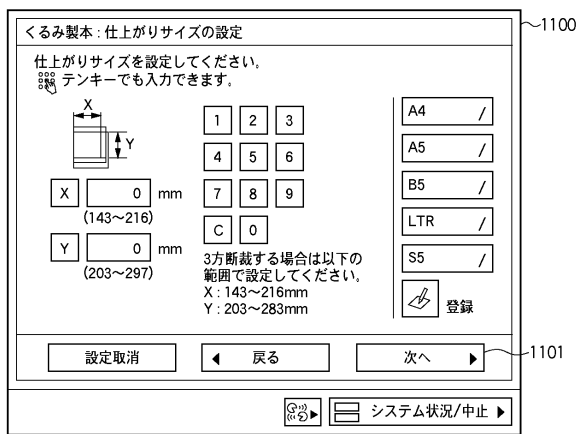 1100
くるみ製本 : 仕上がりサイズの設定
仕上がりサイズを設定してください。
テンキーでも入力できます。
X
Y
X 0 mm
(143～216)
Y 0 mm
(203～297)
1 2 3
4 5 6
7 8 9
C 0
3方断裁する場合は以下の
範囲で設定してください。
X : 143～216mm
Y : 203～283mm
A4 /
A5 /
B5 /
LTR /
S5 /
登録
設定取消
◀ 戻る
次へ ▶
1101
システム状況/中止 ▶